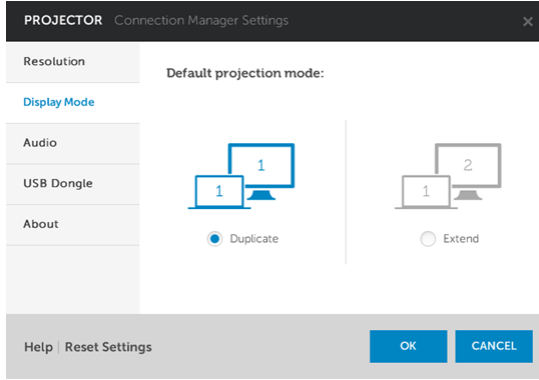 PROJECTOR Connection Manager Settings ×
Resolution
Default projection mode:
Display Mode
Audio
USB Dongle
About
1
1
2
1
Duplicate
Extend
Help | Reset Settings
OK
CANCEL